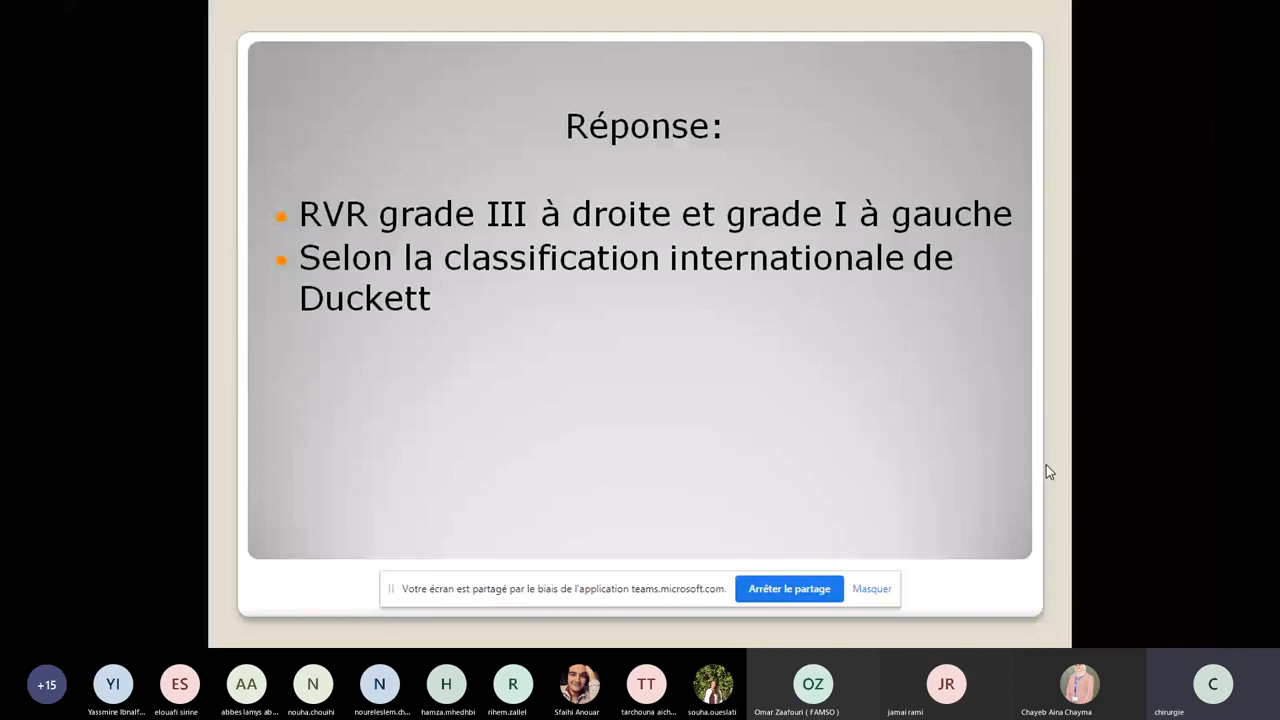 Réponse:
RVR grade III à droite et grade I à gauche
Selon la classification internationale de
Duckett
Votre écran est partagé par le biais de l'application teams.microsoft.com.
Arrêter le partage
Masquer
+15
YI
ES
AA
N
N
H
R
TT
OZ
JR
C
Yassmine Ibnalf...
elouafi sirine
abbes lamys ab...
nouha.chouihi
noureleslem.ch...
hamza.mhedhbi
rihem.zallel
Sfaihi Anouar
tarchouna aich...
souha.oueslati
Omar Zaafouri ( FAMSO )
jamai rami
Chayeb Aina Chayma
chirurgie